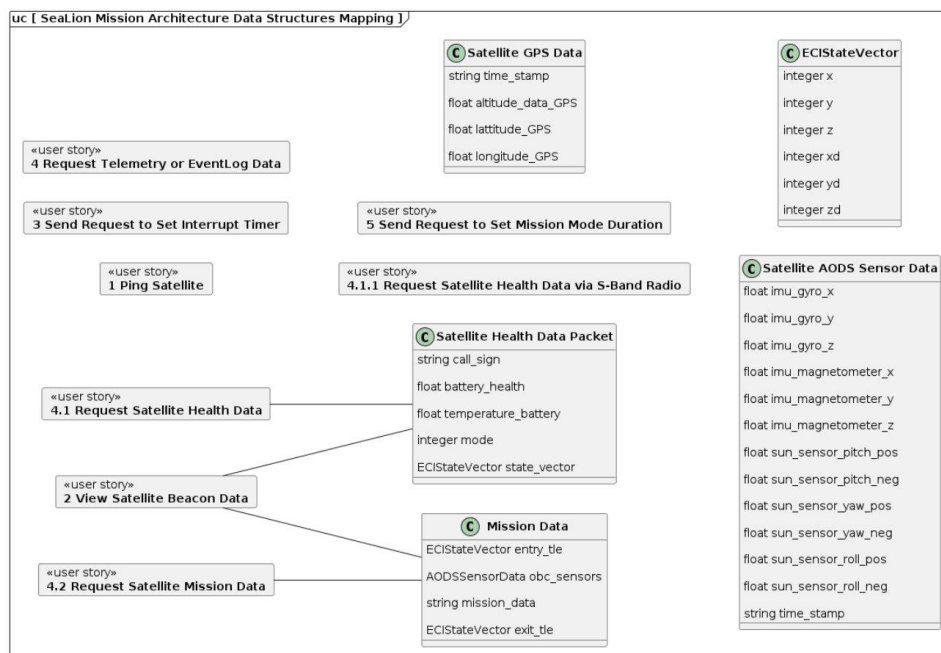 uc [ SeaLion Mission Architecture Data Structures Mapping ]
C Satellite GPS Data
string time_stamp
float altitude_data_GPS
float lattitude_GPS
float longitude_GPS
C ECIStateVector
integer x
integer y
integer z
integer xd
integer yd
integer zd
«user story»
4 Request Telemetry or EventLog Data
«user story»
3 Send Request to Set Interrupt Timer
«user story»
5 Send Request to Set Mission Mode Duration
«user story»
1 Ping Satellite
«user story»
4.1.1 Request Satellite Health Data via S-Band Radio
C Satellite AODS Sensor Data
float imu_gyro_x
float imu_gyro_y
float imu_gyro_z
float imu_magnetometer_x
float imu_magnetometer_y
float imu_magnetometer_z
float sun_sensor_pitch_pos
float sun_sensor_pitch_neg
float sun_sensor_yaw_pos
float sun_sensor_yaw_neg
float sun_sensor_roll_pos
float sun_sensor_roll_neg
string time_stamp
C Satellite Health Data Packet
string call_sign
float battery_health
float temperature_battery
integer mode
ECIStateVector state_vector
«user story»
4.1 Request Satellite Health Data
«user story»
2 View Satellite Beacon Data
C Mission Data
ECIStateVector entry_tle
AODSSensorData obc_sensors
string mission_data
ECIStateVector exit_tle
«user story»
4.2 Request Satellite Mission Data